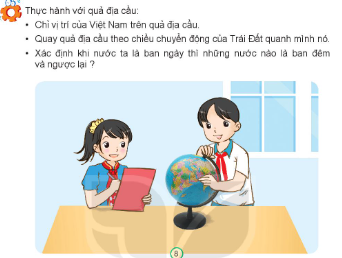 Thực hành với quả địa cầu:
• Chỉ vị trí của Việt Nam trên quả địa cầu.
• Quay quả địa cầu theo chiều chuyển động của Trái Đất quanh mình nó.
• Xác định khi nước ta là ban ngày thì những nước nào là ban đêm
và ngược lại ?
8